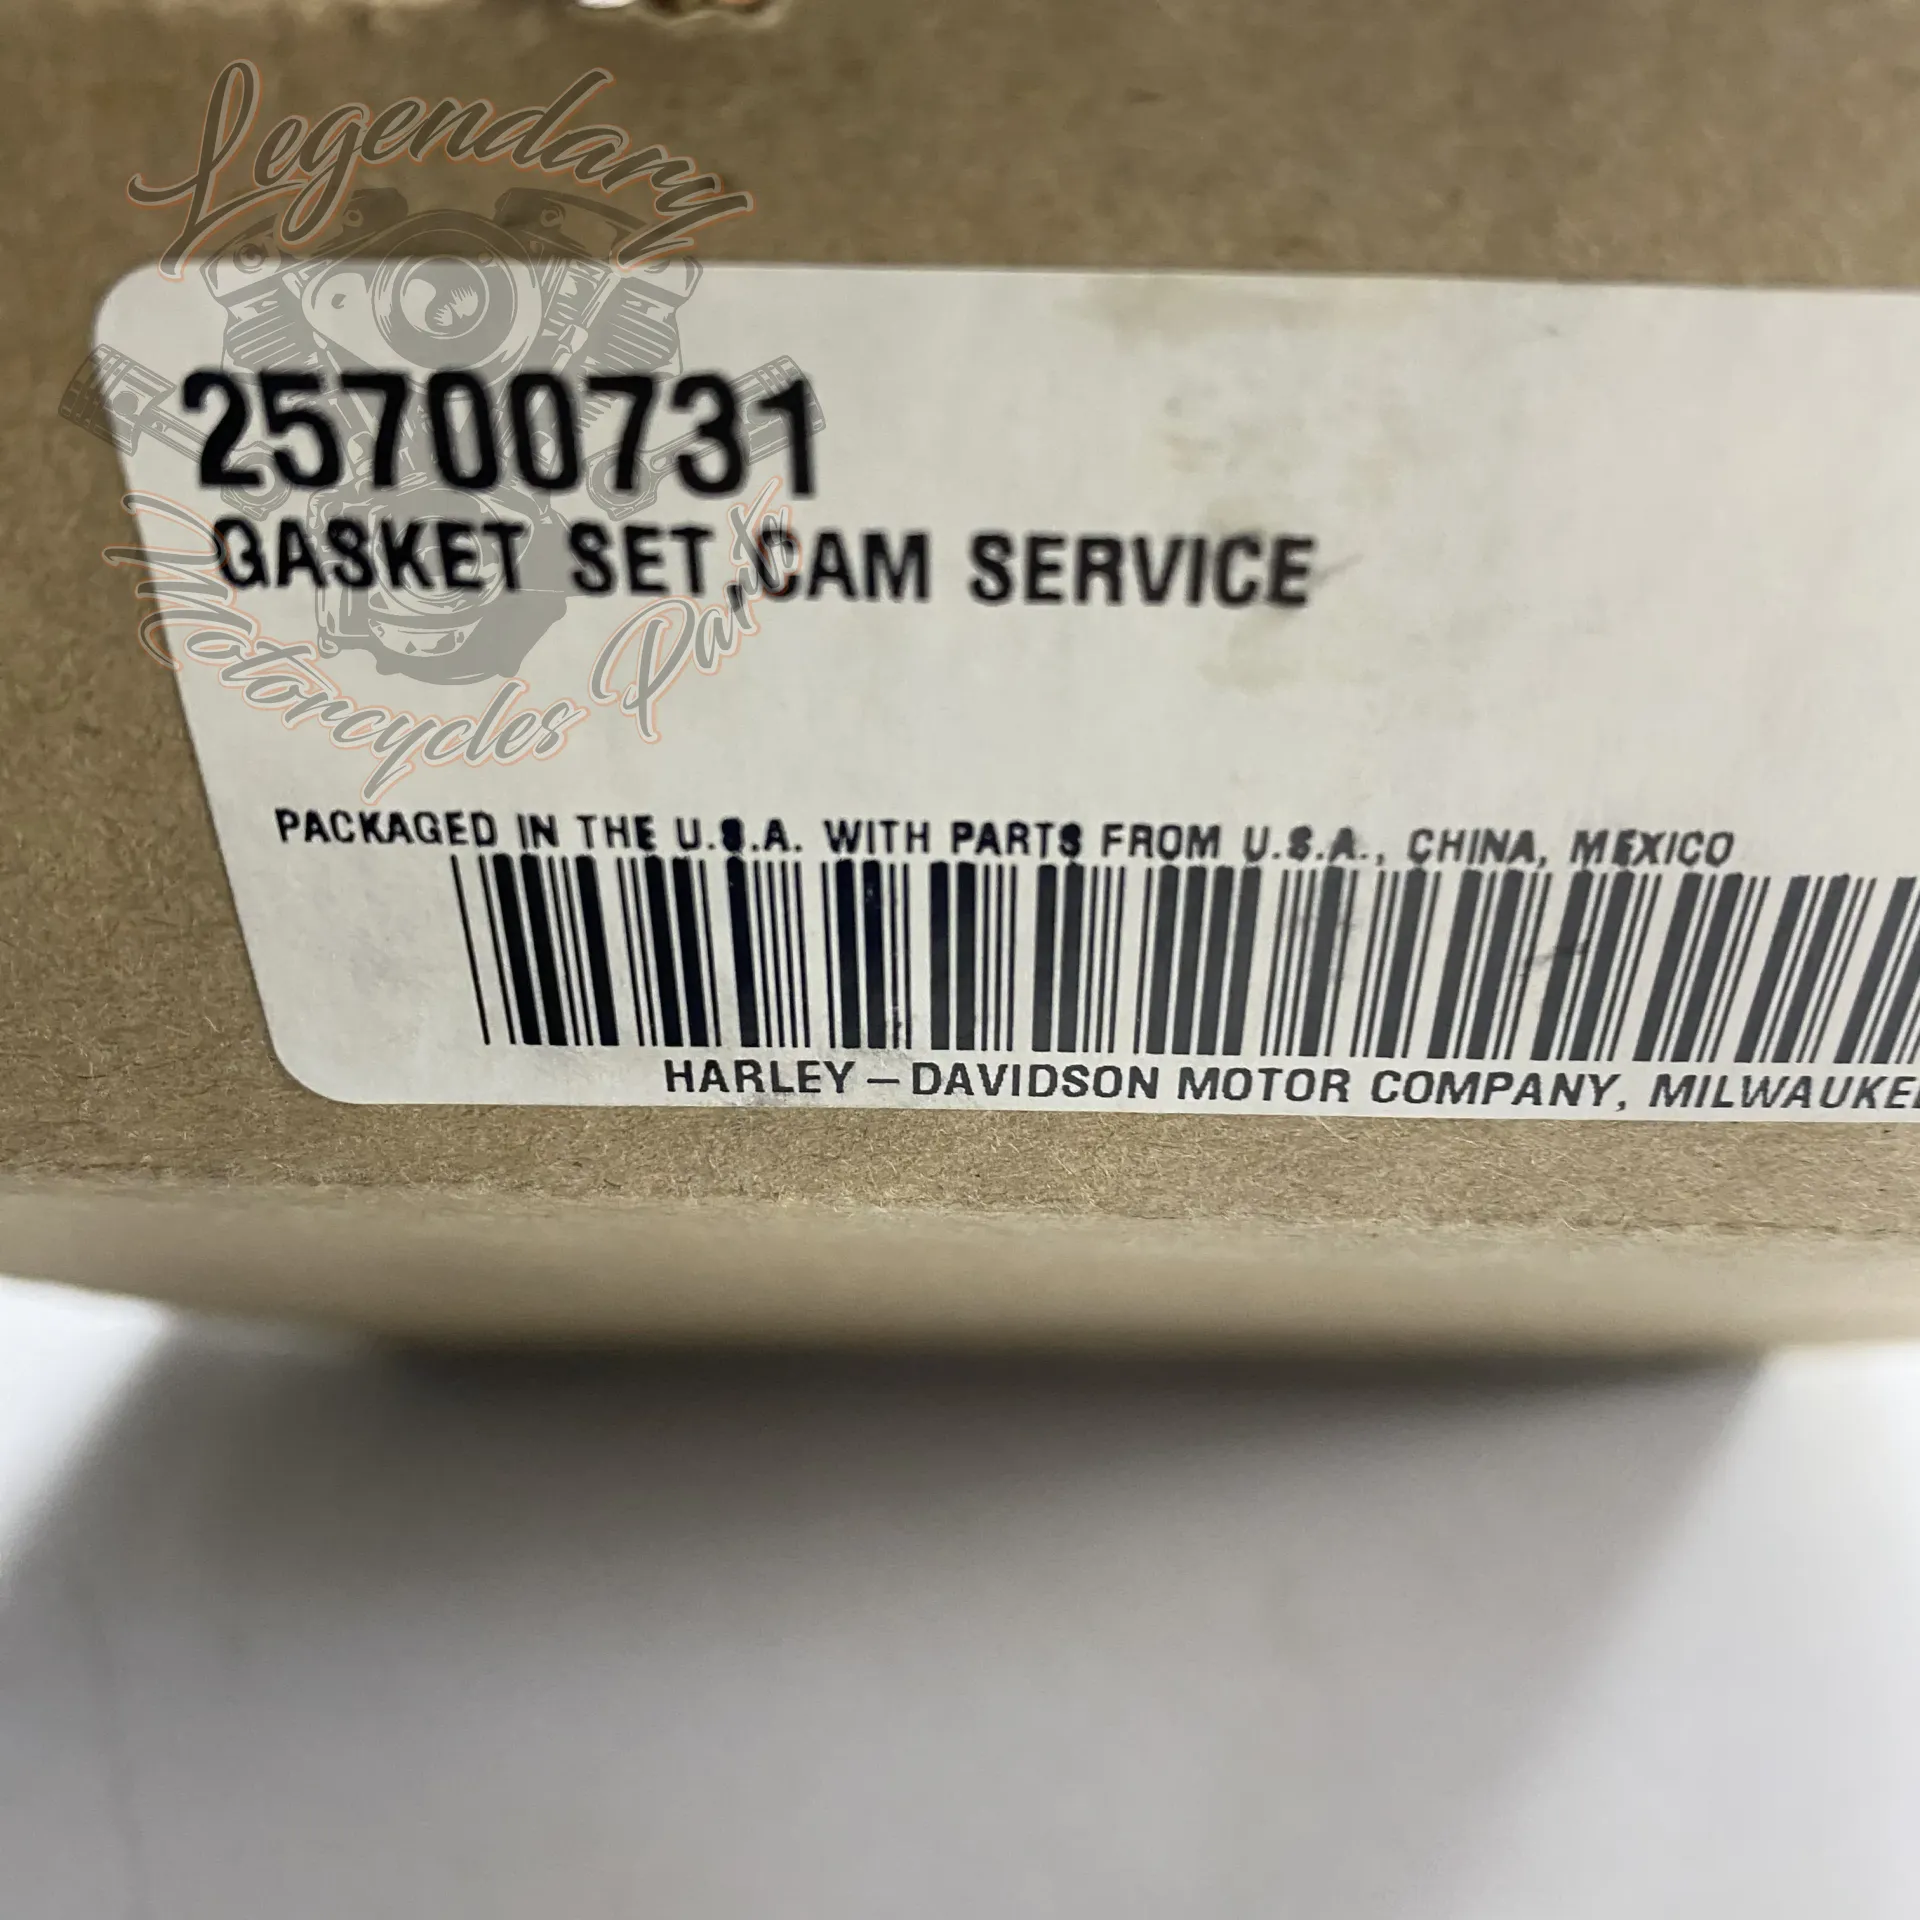 Legendary
25700731
GASKET SET,CAM SERVICE
Motorcycles Parts
PACKAGED IN THE U.S.A. WITH PARTS FROM U.S.A., CHINA, MEXICO
HARLEY-DAVIDSON MOTOR COMPANY,